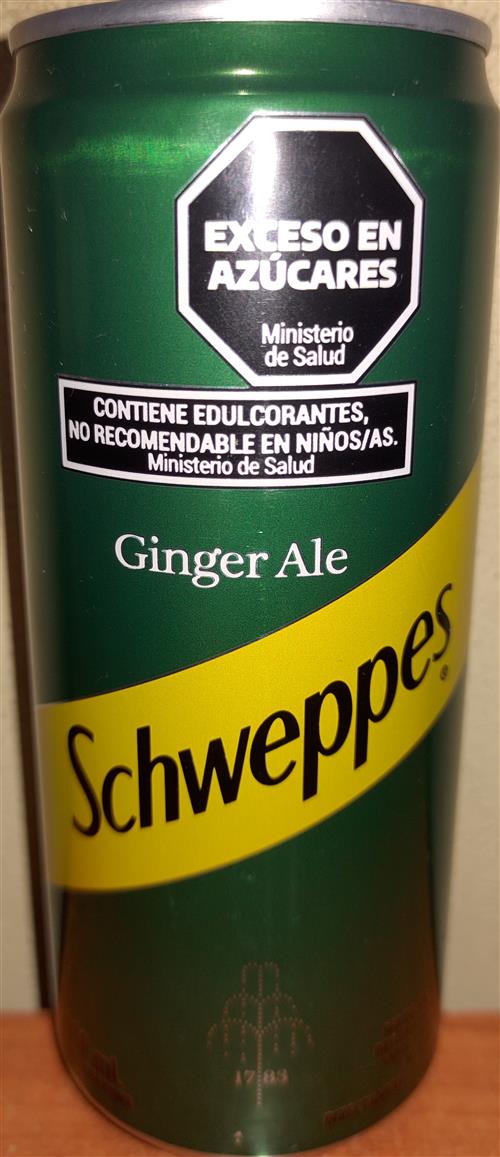 EXCESO EN
AZÚCARES
Ministerio
de Salud
CONTIENE EDULCORANTES,
NO RECOMENDABLE EN NIÑOS/AS.
Ministerio de Salud
Ginger Ale
Schweppes®
1783